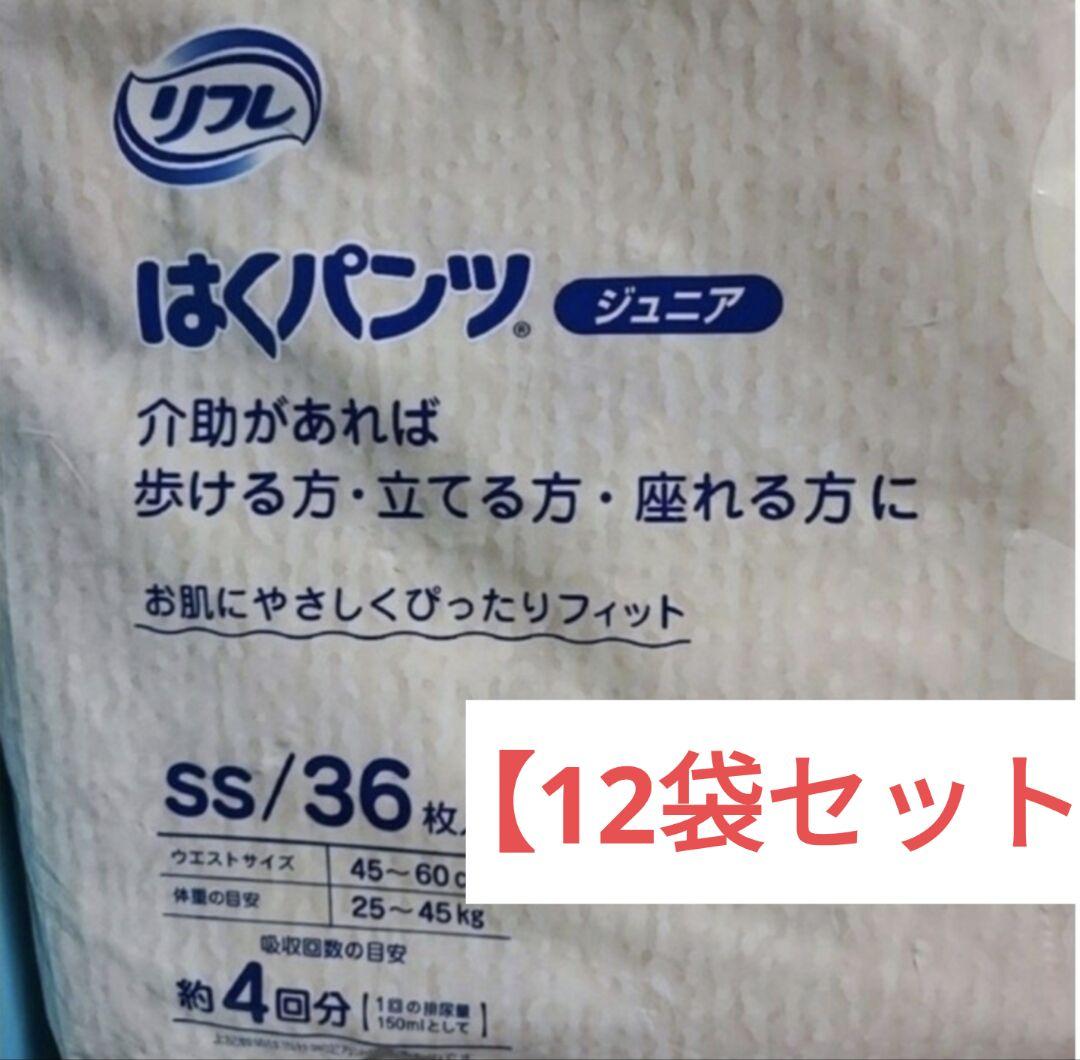 リフレ
はくパンツ® ジュニア
介助があれば
歩ける方・立てる方・座れる方に
お肌にやさしくぴったりフィット
SS/36枚
【12袋セット
ウエストサイズ 45〜60
体重の目安 25〜45kg
吸収回数の目安
約4回分【1回の排尿量
150mlとして】